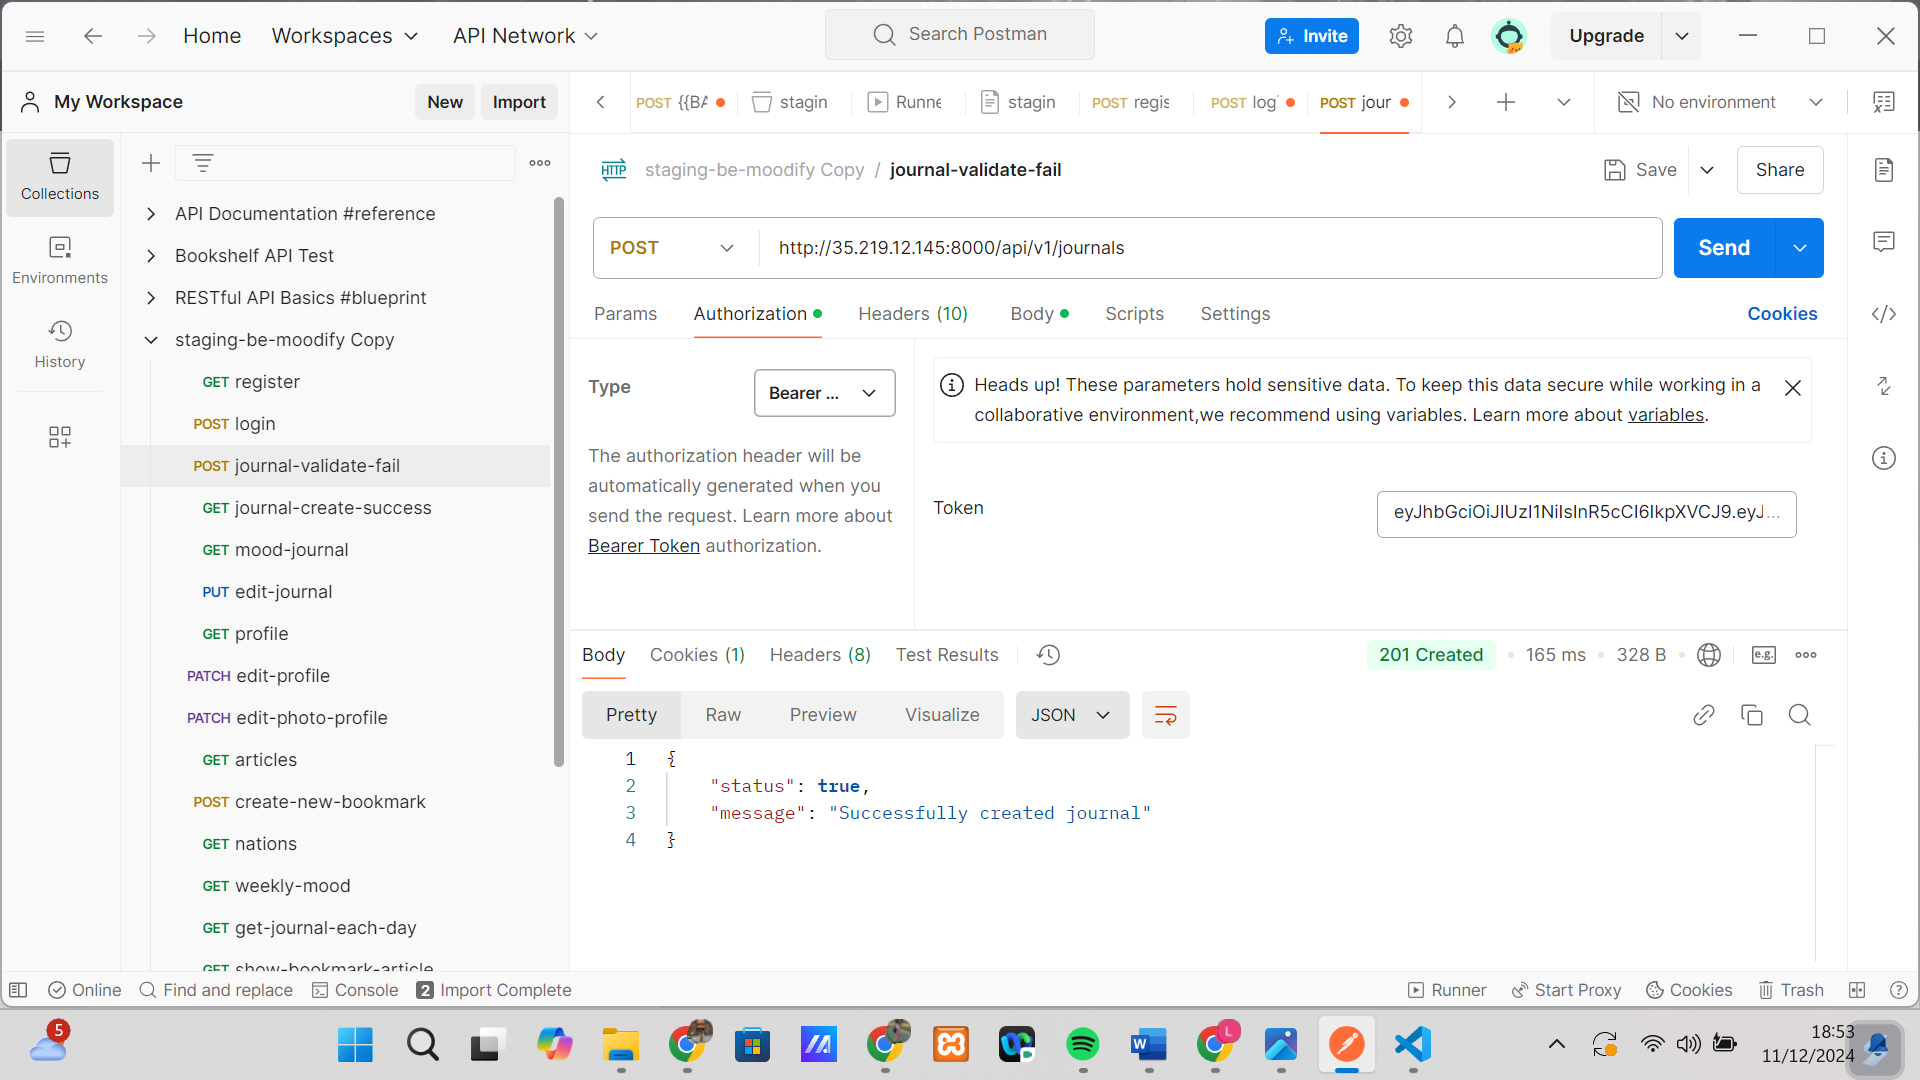 Home Workspaces API Network Search Postman Invite Upgrade
My Workspace New Import POST {{BA stagin Runne stagin POST regis POST log POST jour No environment
Collections
Environments
History
API Documentation #reference
Bookshelf API Test
RESTful API Basics #blueprint
staging-be-moodify Copy
GET register
POST login
POST journal-validate-fail
GET journal-create-success
GET mood-journal
PUT edit-journal
GET profile
PATCH edit-profile
PATCH edit-photo-profile
GET articles
POST create-new-bookmark
GET nations
GET weekly-mood
GET get-journal-each-day
GET show-bookmark-article
HTTP staging-be-moodify Copy / journal-validate-fail Save Share
POST http://35.219.12.145:8000/api/v1/journals Send
Params Authorization Headers (10) Body Scripts Settings Cookies
Type Bearer ...
The authorization header will be
automatically generated when you
send the request. Learn more about
Bearer Token authorization.
Heads up! These parameters hold sensitive data. To keep this data secure while working in a
collaborative environment,we recommend using variables. Learn more about variables.
Token eyJhbGciOiJIUzI1NiIsInR5cCI6IkpXVCJ9.eyJ...
Body Cookies (1) Headers (8) Test Results 201 Created 165 ms 328 B e.g.
Pretty Raw Preview Visualize JSON
1 {
2 "status": true,
3 "message": "Successfully created journal"
4 }
Online Find and replace Console 2 Import Complete Runner Start Proxy Cookies Trash
5
L
18:53
11/12/2024